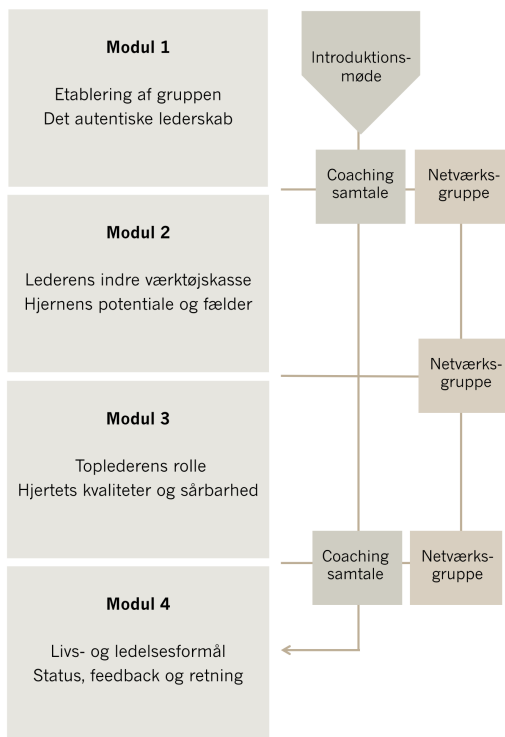 Modul 1
Etablering af gruppen
Det autentiske lederskab
Introduktions-
møde
Coaching
samtale
Netværks-
gruppe
Modul 2
Lederens indre værktøjskasse
Hjernens potentiale og fælder
Netværks-
gruppe
Modul 3
Toplederens rolle
Hjertets kvaliteter og sårbarhed
Coaching
samtale
Netværks-
gruppe
Modul 4
Livs- og ledelsesformål
Status, feedback og retning